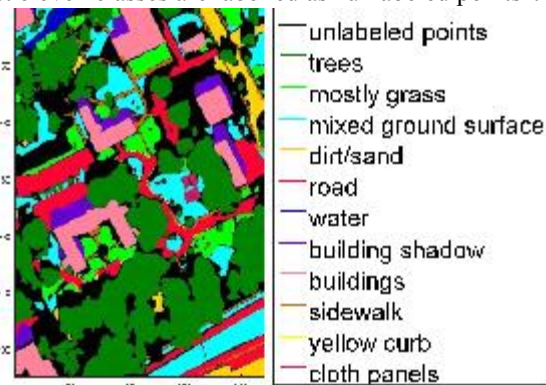 unlabeled points
trees
mostly grass
mixed ground surface
dirt/sand
road
water
building shadow
buildings
sidewalk
yellow curb
cloth panels